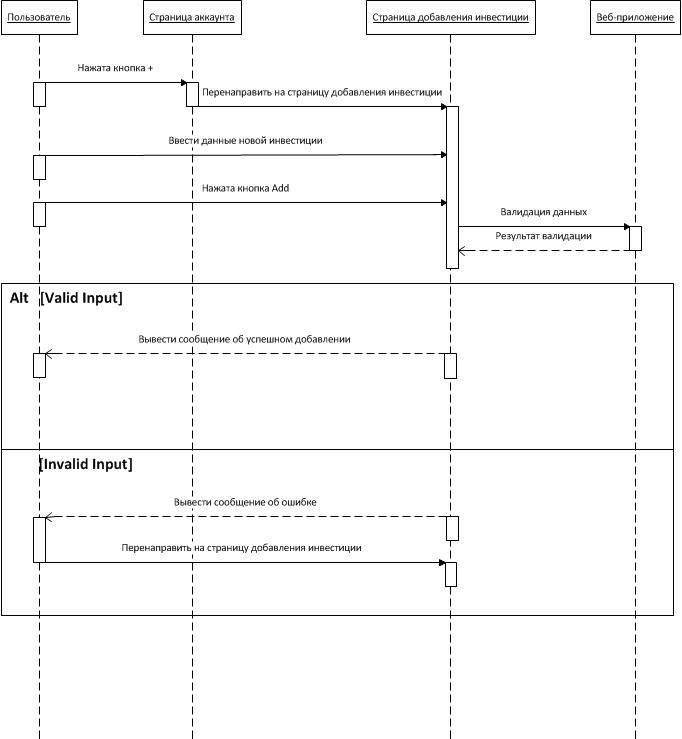 Пользователь
Страница аккаунта
Страница добавления инвестиции
Веб-приложение
Нажата кнопка +
Перенаправить на страницу добавления инвестиции
Ввести данные новой инвестиции
Нажата кнопка Add
Валидация данных
Результат валидации
Alt [Valid Input]
Вывести сообщение об успешном добавлении
[Invalid Input]
Вывести сообщение об ошибке
Перенаправить на страницу добавления инвестиции